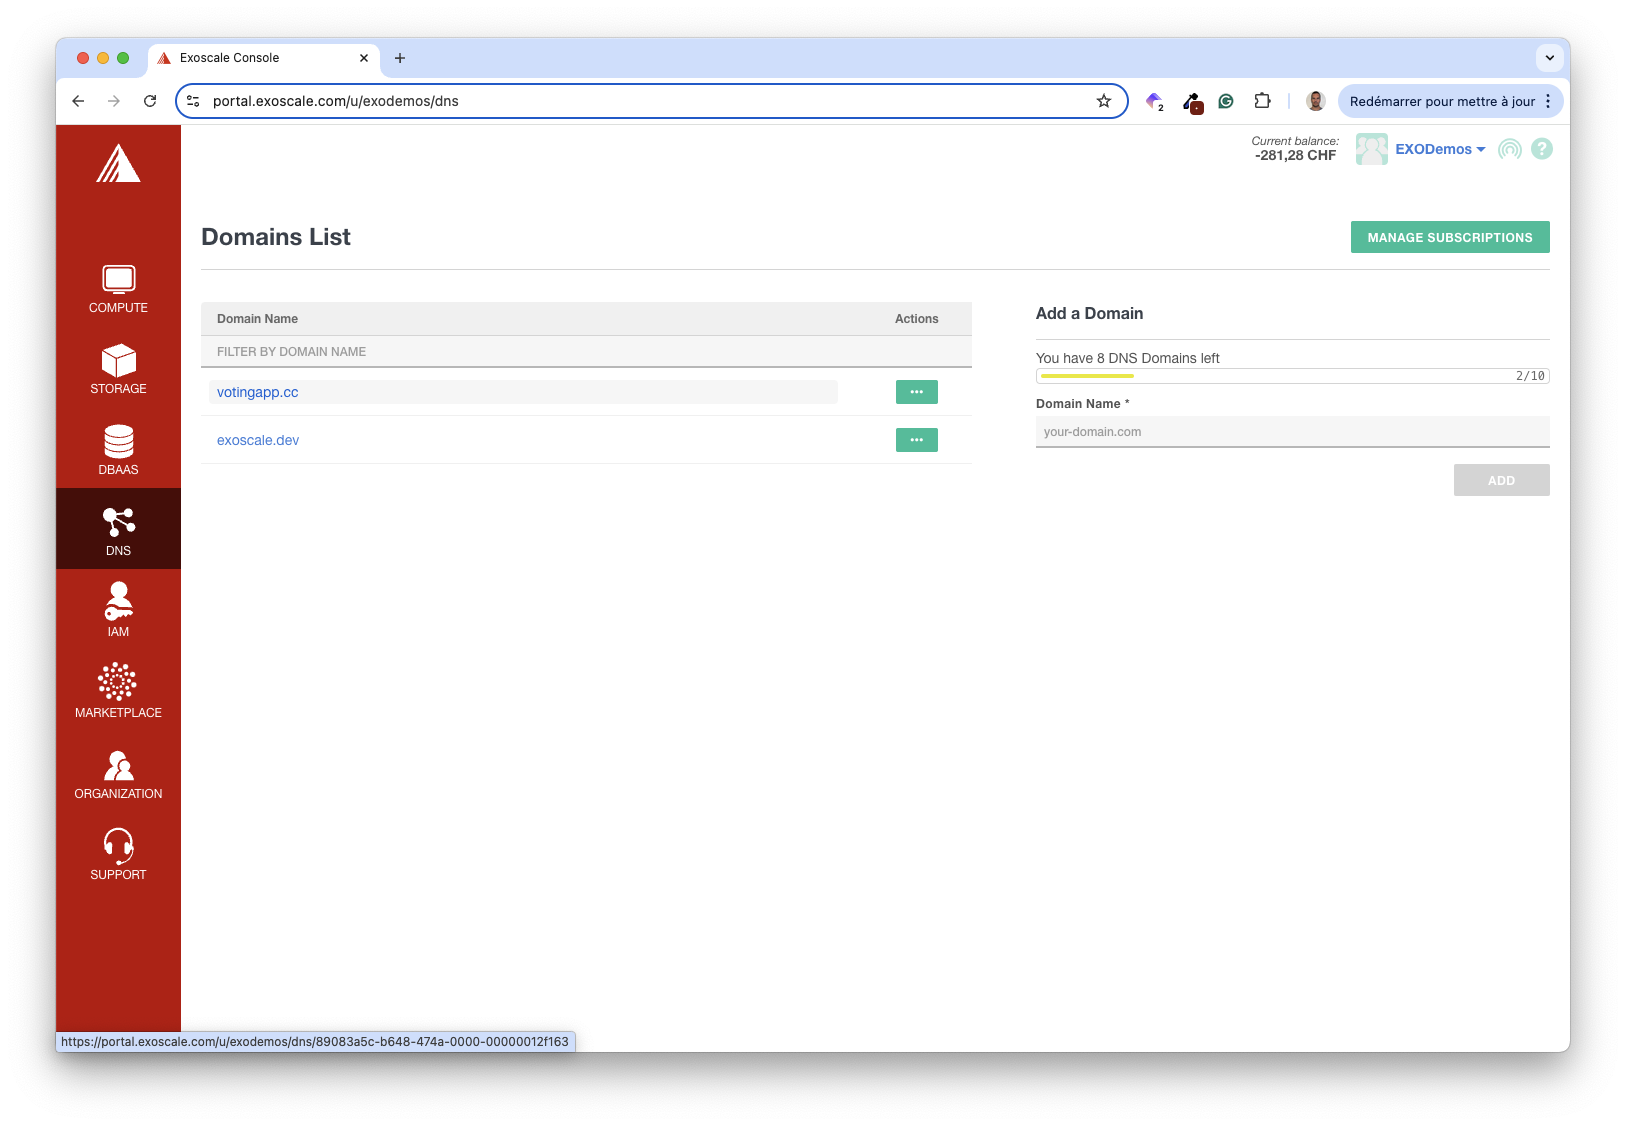 Exoscale Console
portal.exoscale.com/u/exodemos/dns
2
Redémarrer pour mettre à jour
Current balance:
-281,28 CHF
EXODemos
?
Domains List
MANAGE SUBSCRIPTIONS
COMPUTE
STORAGE
DBAAS
DNS
IAM
MARKETPLACE
ORGANIZATION
SUPPORT
Domain Name
Actions
FILTER BY DOMAIN NAME
votingapp.cc
exoscale.dev
Add a Domain
You have 8 DNS Domains left
2/10
Domain Name *
your-domain.com
ADD
https://portal.exoscale.com/u/exodemos/dns/89083a5c-b648-474a-0000-00000012f163